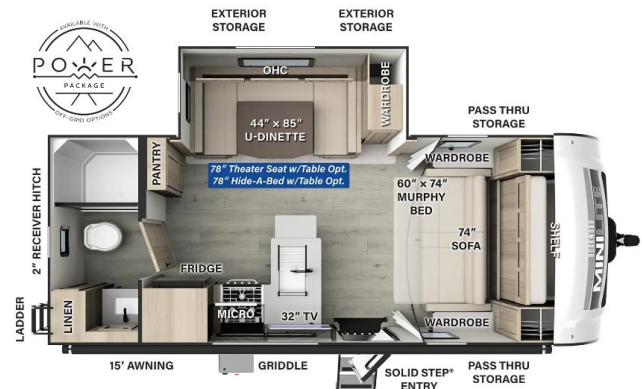 AVAILABLE WITH
POWER
PACKAGE
OFF-GRID OPTIONS
EXTERIOR
STORAGE
EXTERIOR
STORAGE
OHC
WARDROBE
44" × 85"
U-DINETTE
PASS THRU
STORAGE
PANTRY
78" Theater Seat w/Table Opt.
78" Hide-A-Bed w/Table Opt.
WARDROBE
60" × 74"
MURPHY
BED
2" RECEIVER HITCH
74"
SOFA
SHELF
MINI LITE
FRIDGE
LADDER
LINEN
MICRO
32" TV
WARDROBE
15' AWNING
GRIDDLE
SOLID STEP®
ENTRY
PASS THRU
STORAGE